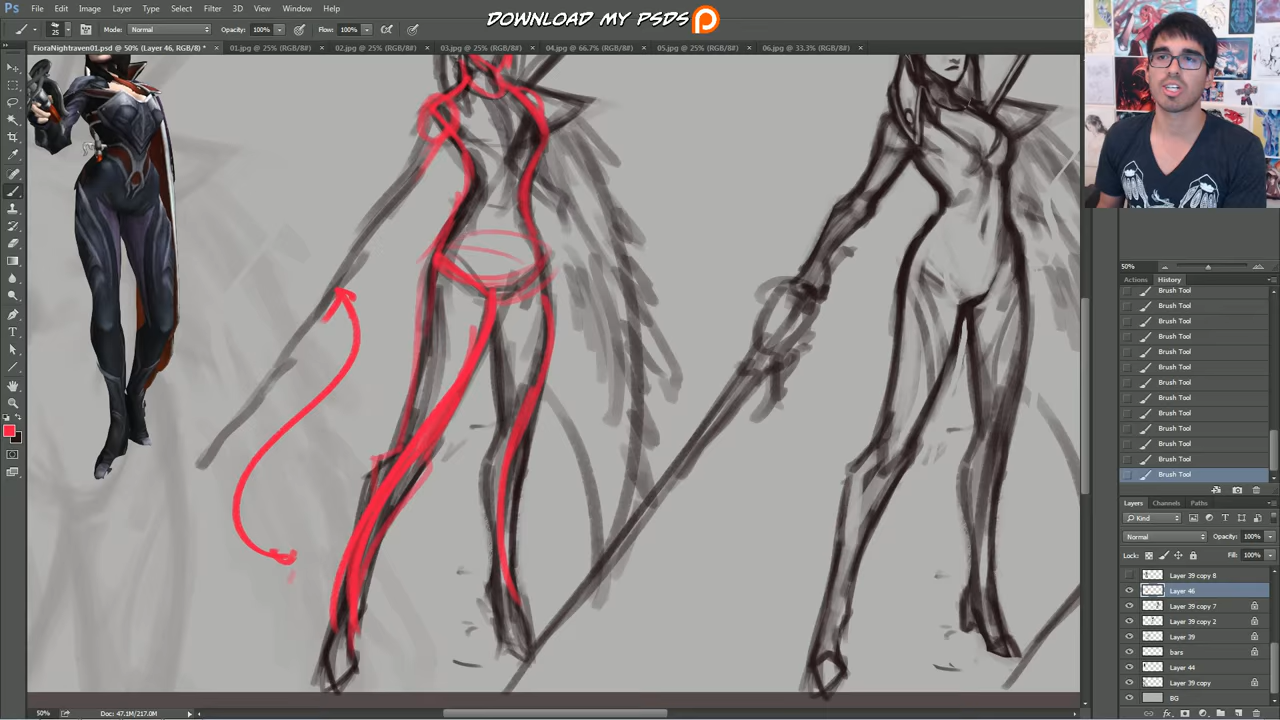 Ps File Edit Image Layer Type Select Filter 3D View Window Help
DOWNLOAD MY PSDS
25 Mode: Normal Opacity: 100% Flow: 100%
FioraNightraven01.psd @ 50% (Layer 46, RGB/8#) * × 01.jpg @ 25% (RGB/8#) × 02.jpg @ 25% (RGB/8#) × 03.jpg @ 25% (RGB/8#) × 04.jpg @ 66.7% (RGB/8#) × 05.jpg @ 25% (RGB/8#) × 06.jpg @ 33.3% (RGB/8#) ×
50%
Actions History
Brush Tool
Brush Tool
Brush Tool
Brush Tool
Brush Tool
Brush Tool
Brush Tool
Brush Tool
Brush Tool
Brush Tool
Brush Tool
Brush Tool
Brush Tool
Layers Channels Paths
Kind
Normal Opacity: 100%
Lock: Fill: 100%
Layer 39 copy 8
Layer 46
Layer 39 copy 7
Layer 39 copy 2
Layer 39
bars
Layer 44
Layer 39 copy
BG
50% Doc: 47.1M/217.0M